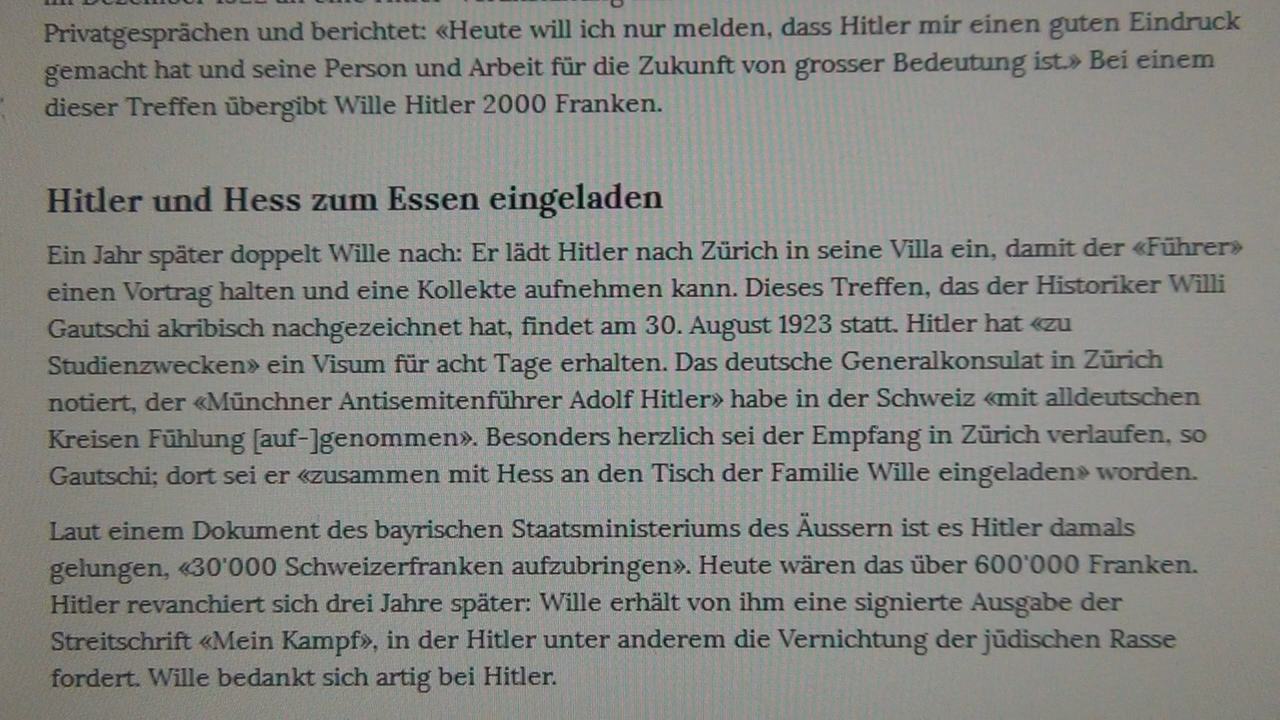 Privatgesprächen und berichtet: «Heute will ich nur melden, dass Hitler mir einen guten Eindruck
gemacht hat und seine Person und Arbeit für die Zukunft von grosser Bedeutung ist.» Bei einem
dieser Treffen übergibt Wille Hitler 2000 Franken.
Hitler und Hess zum Essen eingeladen
Ein Jahr später doppelt Wille nach: Er lädt Hitler nach Zürich in seine Villa ein, damit der «Führer»
einen Vortrag halten und eine Kollekte aufnehmen kann. Dieses Treffen, das der Historiker Willi
Gautschi akribisch nachgezeichnet hat, findet am 30. August 1923 statt. Hitler hat «zu
Studienzwecken» ein Visum für acht Tage erhalten. Das deutsche Generalkonsulat in Zürich
notiert, der «Münchner Antisemitenführer Adolf Hitler» habe in der Schweiz «mit alldeutschen
Kreisen Fühlung [auf-]genommen». Besonders herzlich sei der Empfang in Zürich verlaufen, so
Gautschi; dort sei er «zusammen mit Hess an den Tisch der Familie Wille eingeladen» worden.
Laut einem Dokument des bayrischen Staatsministeriums des Äussern ist es Hitler damals
gelungen, «30'000 Schweizerfranken aufzubringen». Heute wären das über 600'000 Franken.
Hitler revanchiert sich drei Jahre später: Wille erhält von ihm eine signierte Ausgabe der
Streitschrift «Mein Kampf», in der Hitler unter anderem die Vernichtung der jüdischen Rasse
fordert. Wille bedankt sich artig bei Hitler.